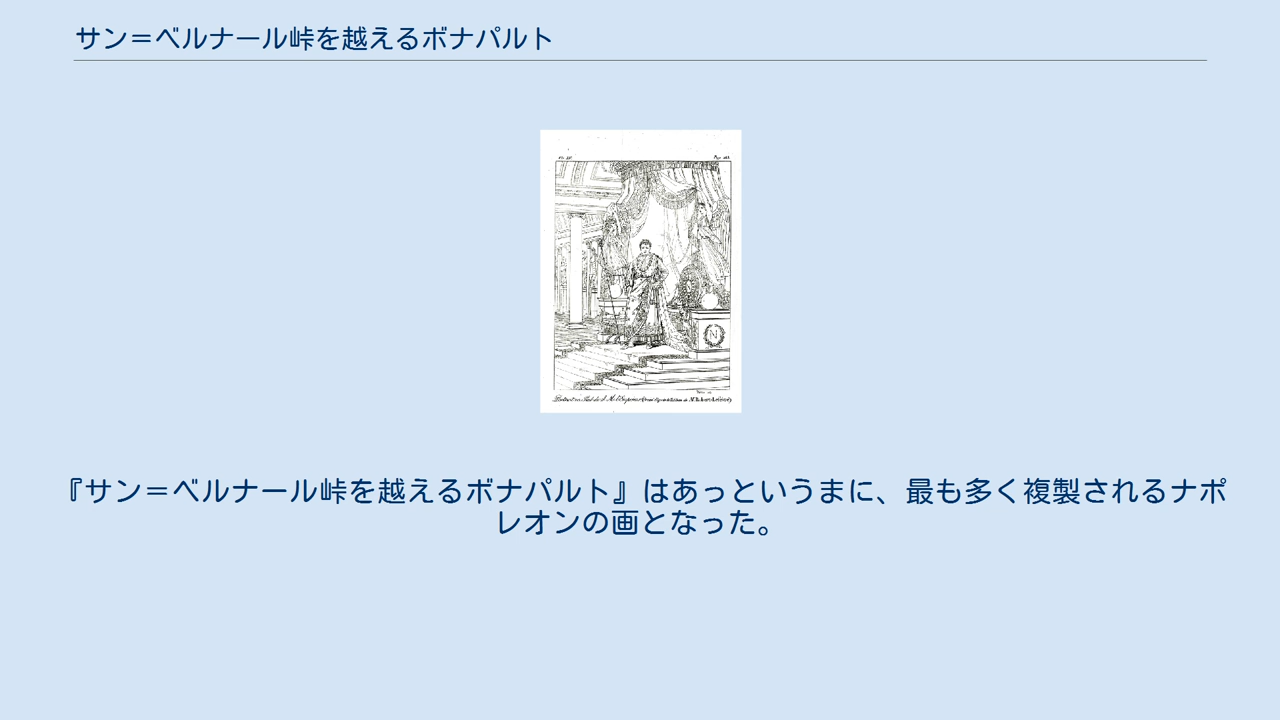 サン＝ベルナール峠を越えるボナパルト
N
『サン＝ベルナール峠を越えるボナパルト』はあっというまに、最も多く複製されるナポ
レオンの画となった。